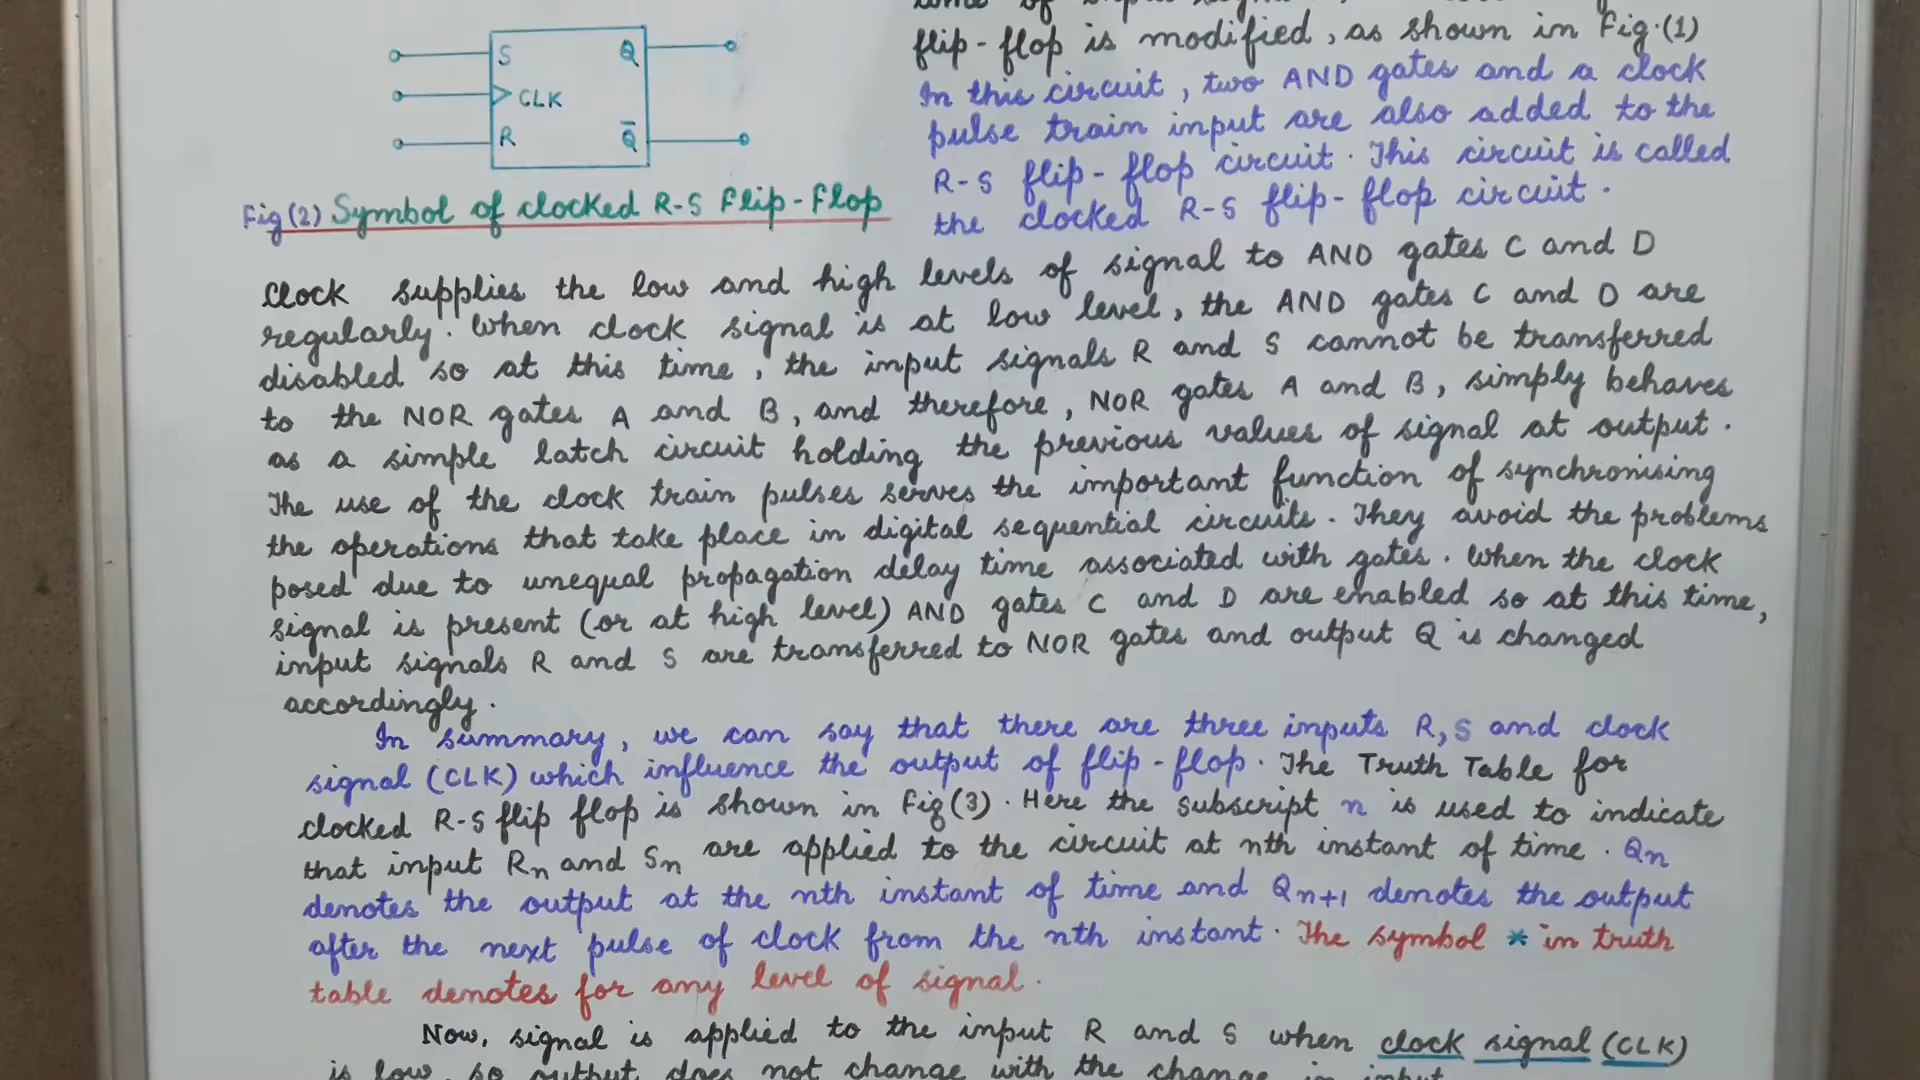 flip-flop is modified, as shown in Fig.(1)
In this circuit, two AND gates and a clock
pulse train input are also added to the
R-S flip-flop circuit. This circuit is called
the clocked R-S flip-flop circuit.
S Q
CLK
R Q̅
Fig(2) Symbol of clocked R-S Flip-Flop
Clock supplies the low and high levels of signal to AND gates C and D
regularly. When clock signal is at low level, the AND gates C and D are
disabled so at this time, the input signals R and S cannot be transferred
to the NOR gates A and B, and therefore, NOR gates A and B, simply behaves
as a simple latch circuit holding the previous values of signal at output.
The use of the clock train pulses serves the important function of synchronising
the operations that take place in digital sequential circuits. They avoid the problems
posed due to unequal propagation delay time associated with gates. When the clock
signal is present (or at high level) AND gates C and D are enabled so at this time,
input signals R and S are transferred to NOR gates and output Q is changed
accordingly.
In summary, we can say that there are three inputs R, S and clock
signal (CLK) which influence the output of flip-flop. The Truth Table for
clocked R-S flip flop is shown in Fig(3). Here the subscript n is used to indicate
that input Rn and Sn are applied to the circuit at nth instant of time. Qn
denotes the output at the nth instant of time and Qn+1 denotes the output
after the next pulse of clock from the nth instant. The symbol * in truth
table denotes for any level of signal.
Now, signal is applied to the input R and S when clock signal (CLK)
is low, so output does not change with the change in input